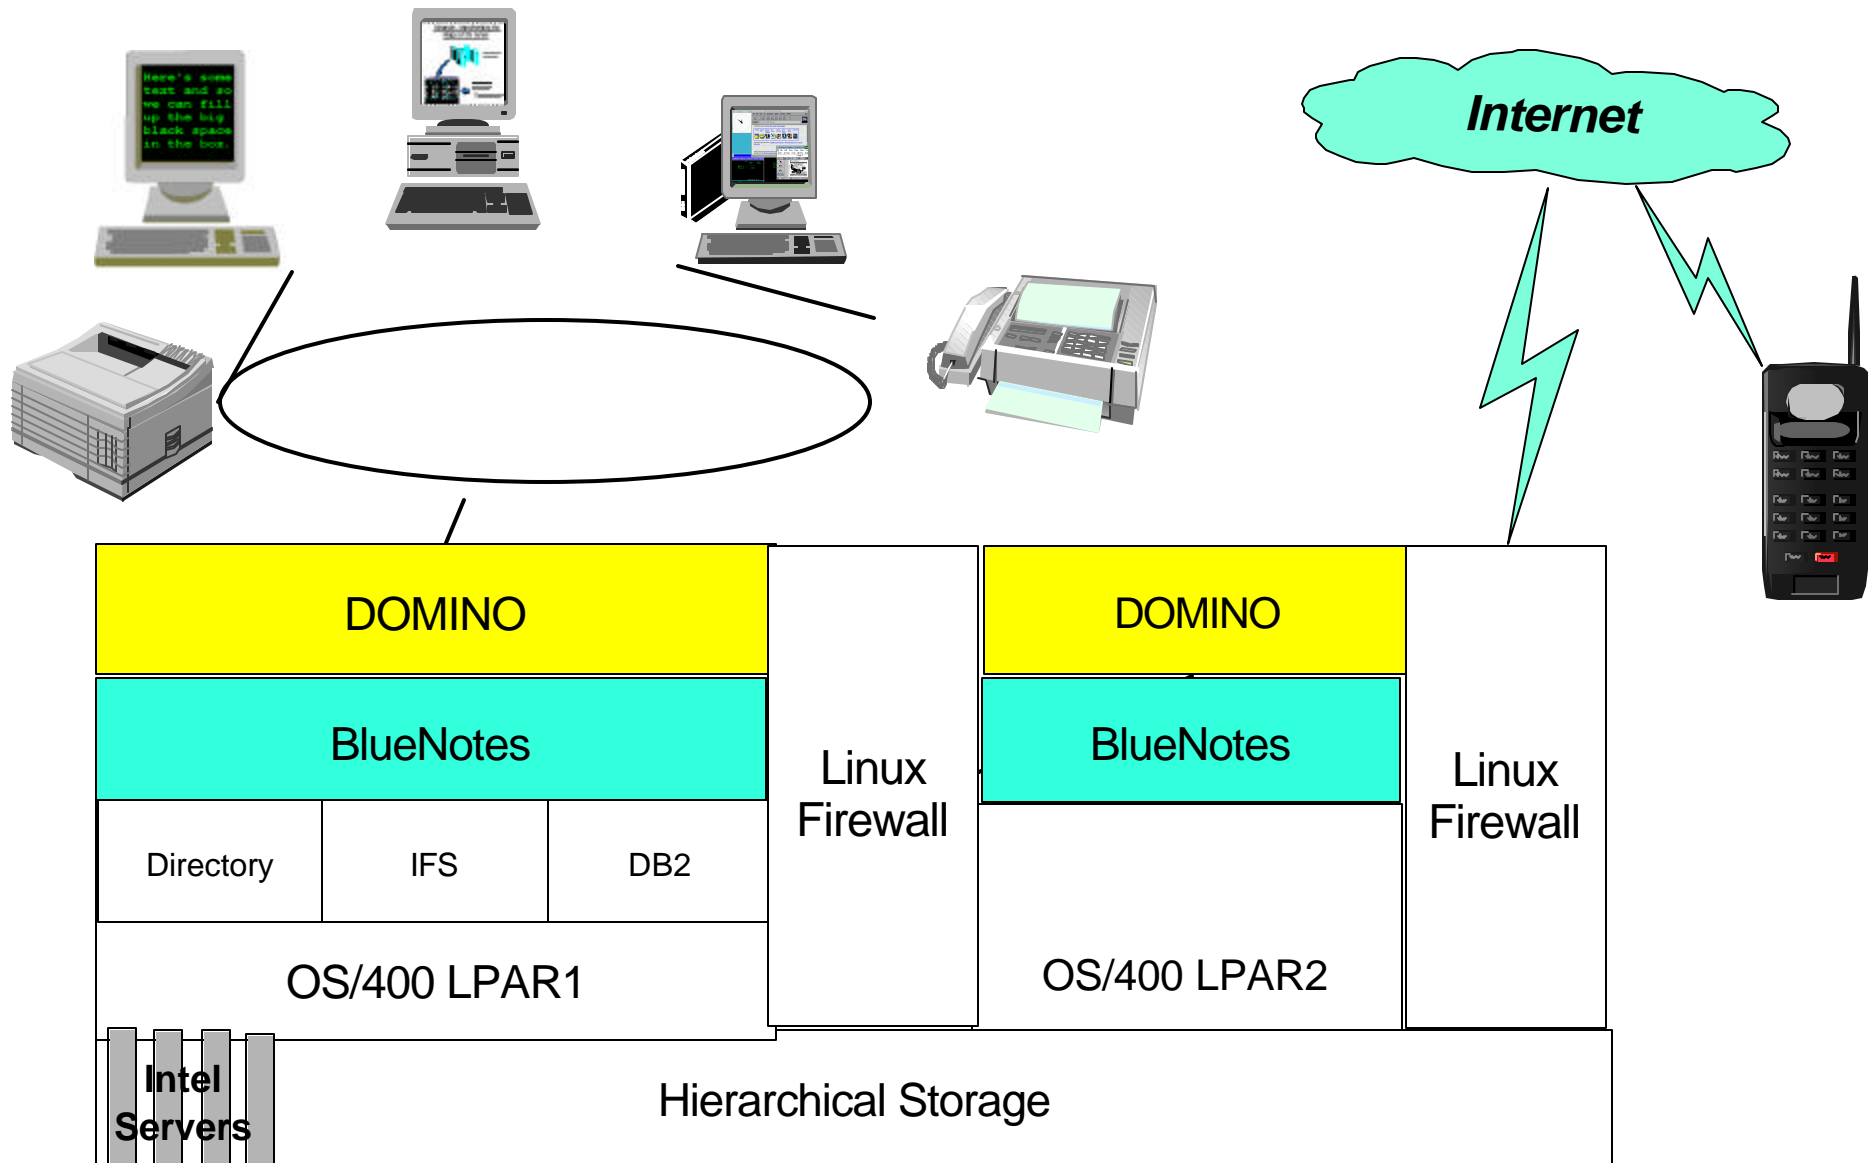 Here's some
text and so
we can fill
up the big
black space
in the box.
Internet
DOMINO
DOMINO
BlueNotes
BlueNotes
Linux
Firewall
Linux
Firewall
Directory
IFS
DB2
OS/400 LPAR1
OS/400 LPAR2
Intel
Servers
Hierarchical Storage